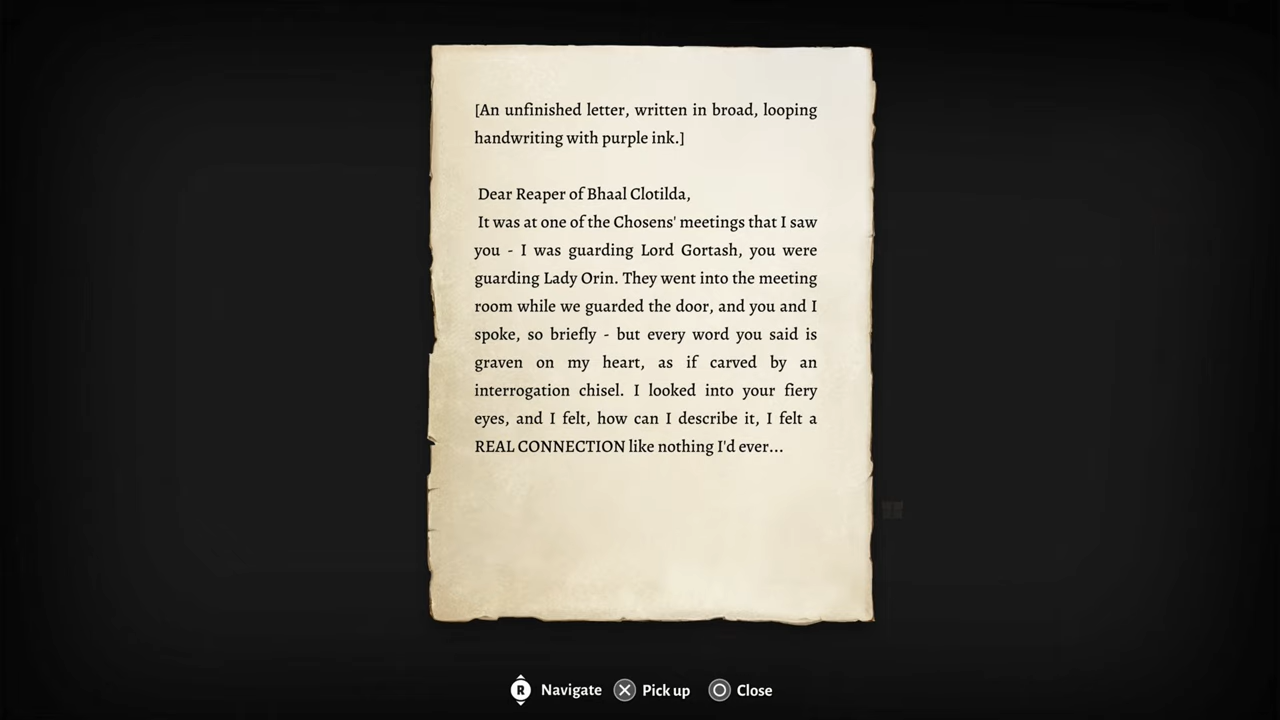 [An unfinished letter, written in broad, looping
handwriting with purple ink.]
Dear Reaper of Bhaal Clotilda,
It was at one of the Chosens' meetings that I saw
you - I was guarding Lord Gortash, you were
guarding Lady Orin. They went into the meeting
room while we guarded the door, and you and I
spoke, so briefly - but every word you said is
graven on my heart, as if carved by an
interrogation chisel. I looked into your fiery
eyes, and I felt, how can I describe it, I felt a
REAL CONNECTION like nothing I'd ever...
R Navigate Pick up Close